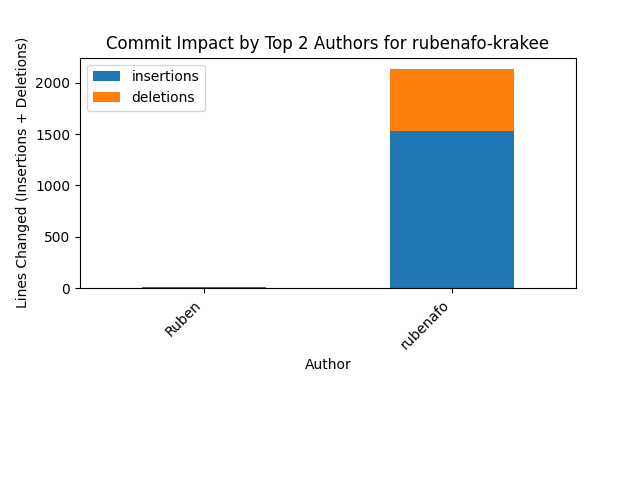 Commit Impact by Top 2 Authors for rubenafo-krakee
insertions
deletions
Lines Changed (Insertions + Deletions)
2000
1500
1000
500
0
Ruben
rubenafo
Author